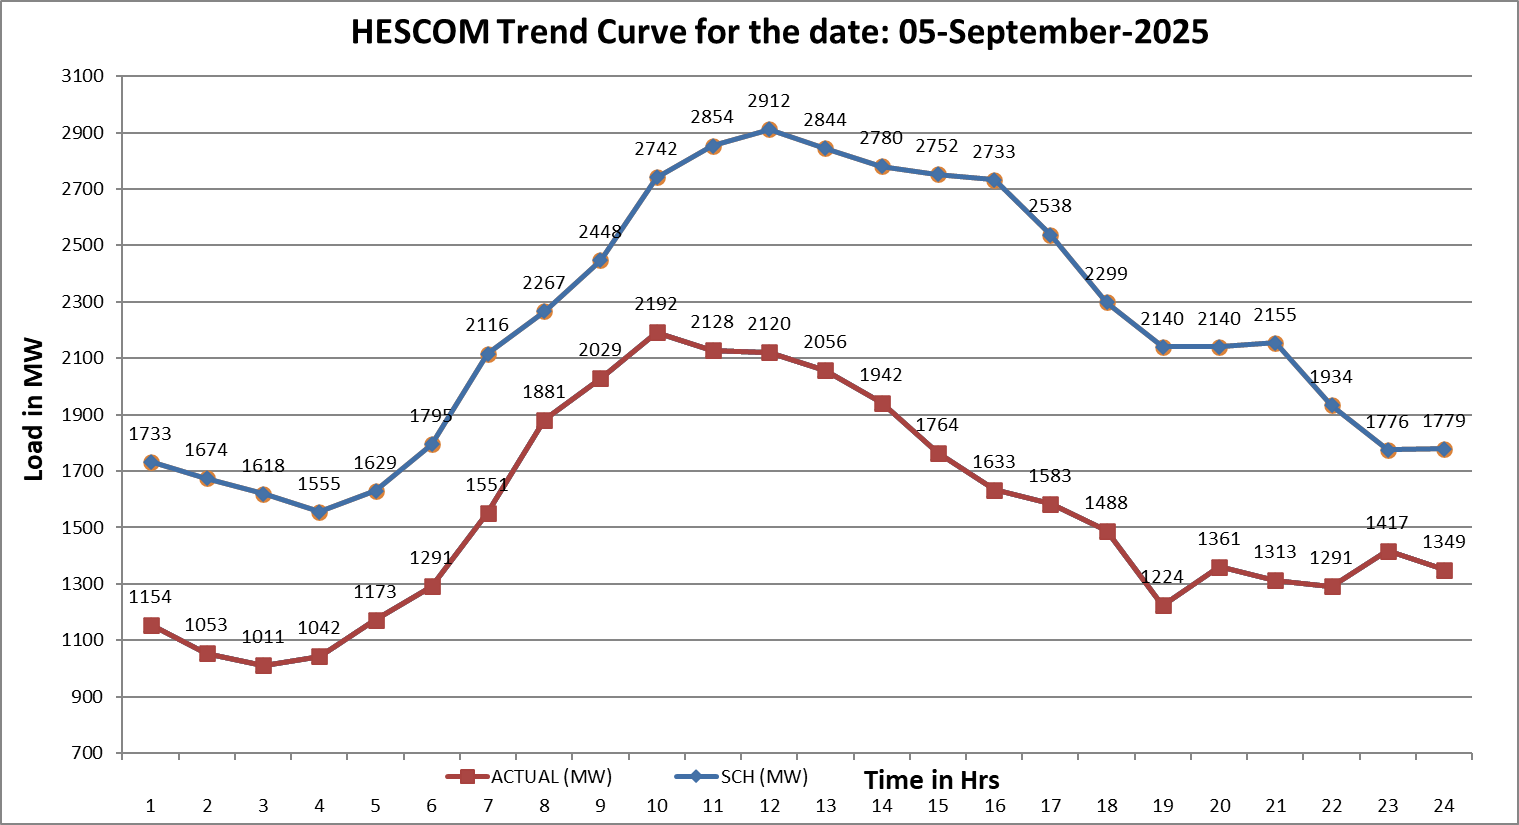 HESCOM Trend Curve for the date: 05-September-2025
Load in MW
3100
2900
2700
2500
2300
2100
1900
1700
1500
1300
1100
900
700
1733 1674 1618 1555 1629 1795 2116 2267 2448 2742 2854 2912 2844 2780 2752 2733 2538 2299 2140 2140 2155 1934 1776 1779
1154 1053 1011 1042 1173 1291 1551 1881 2029 2192 2128 2120 2056 1942 1764 1633 1583 1488 1224 1361 1313 1291 1417 1349
ACTUAL (MW) SCH (MW) Time in Hrs
1 2 3 4 5 6 7 8 9 10 11 12 13 14 15 16 17 18 19 20 21 22 23 24